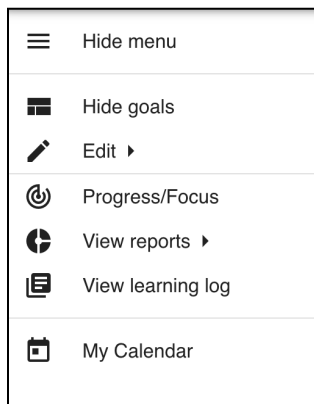 Hide menu
Hide goals
Edit
Progress/Focus
View reports
View learning log
My Calendar